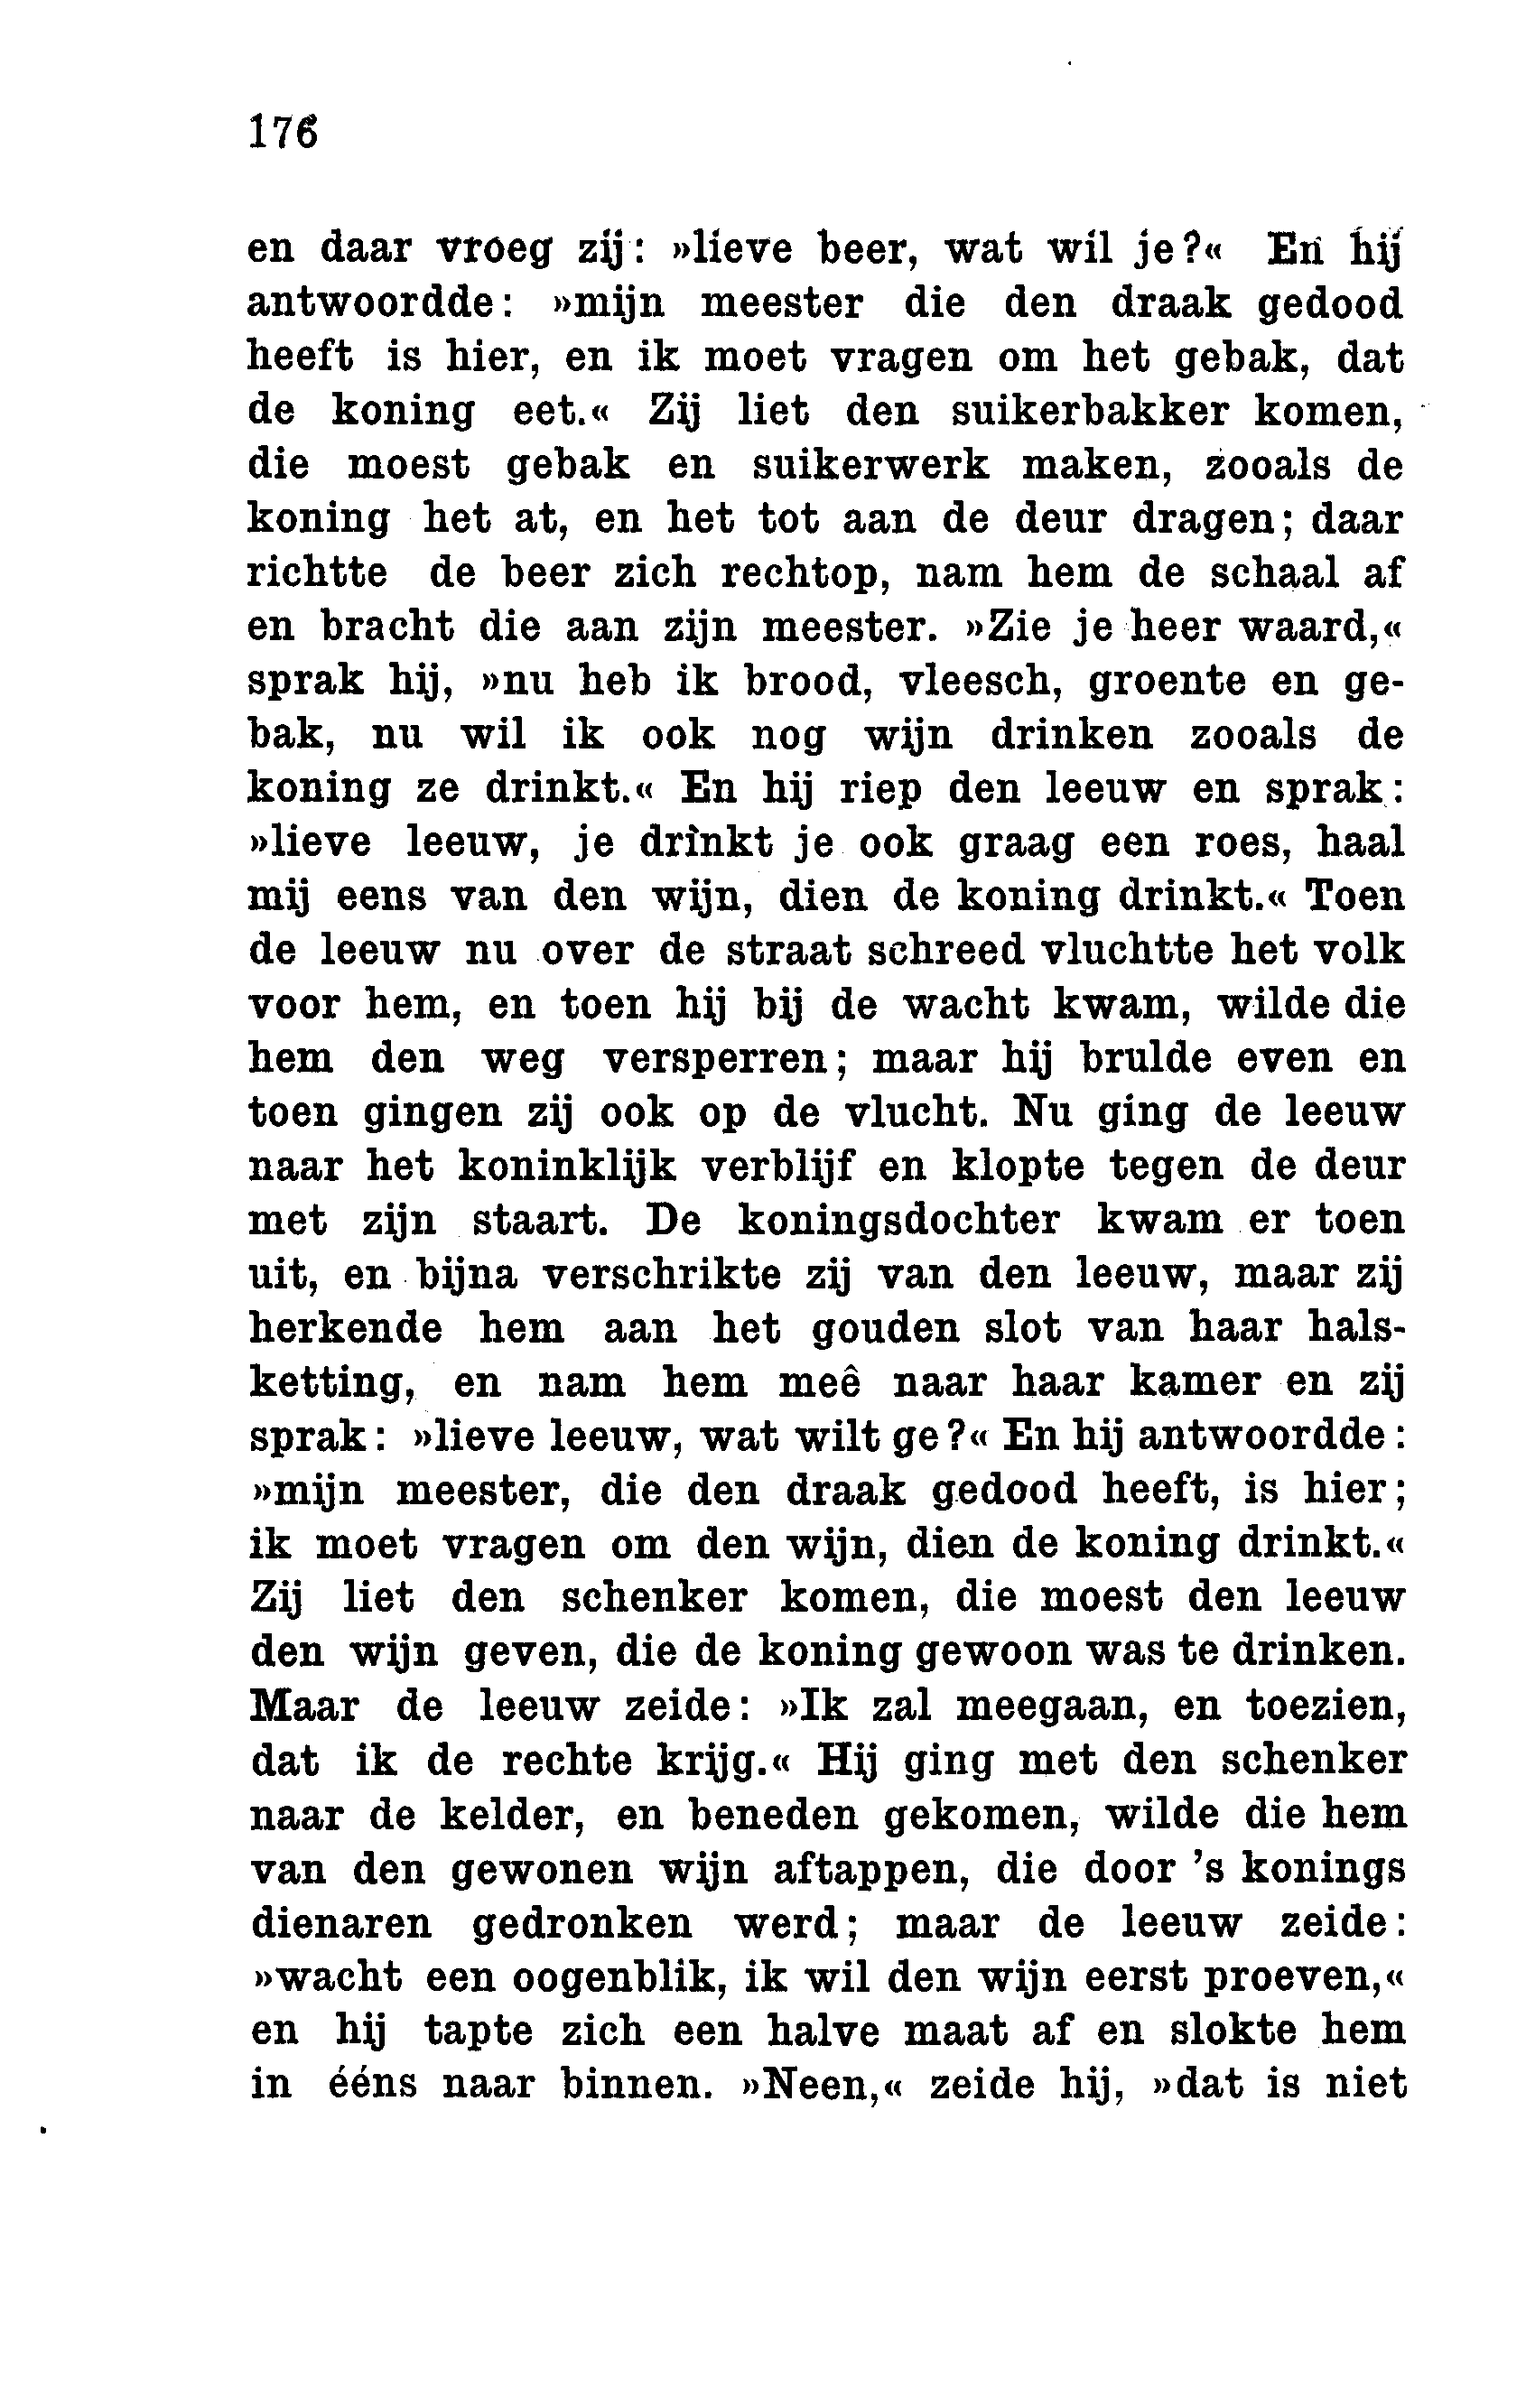 176
en daar vroeg zij: »lieve beer, wat wil je?« En hij
antwoordde: »mijn meester die den draak gedood
heeft is hier, en ik moet vragen om het gebak, dat
de koning eet.« Zij liet den suikerbakker komen,
die moest gebak en suikerwerk maken, zooals de
koning het at, en het tot aan de deur dragen; daar
richtte de beer zich rechtop, nam hem de schaal af
en bracht die aan zijn meester. »Zie je heer waard,«
sprak hij, »nu heb ik brood, vleesch, groente en ge-
bak, nu wil ik ook nog wijn drinken zooals de
koning ze drinkt.« En hij riep den leeuw en sprak:
»lieve leeuw, je drinkt je ook graag een roes, haal
mij eens van den wijn, dien de koning drinkt.« Toen
de leeuw nu over de straat schreed vluchtte het volk
voor hem, en toen hij bij de wacht kwam, wilde die
hem den weg versperren; maar hij brulde even en
toen gingen zij ook op de vlucht. Nu ging de leeuw
naar het koninklijk verblijf en klopte tegen de deur
met zijn staart. De koningsdochter kwam er toen
uit, en bijna verschrikte zij van den leeuw, maar zij
herkende hem aan het gouden slot van haar hals-
ketting, en nam hem meê naar haar kamer en zij
sprak: »lieve leeuw, wat wilt ge?« En hij antwoordde:
»mijn meester, die den draak gedood heeft, is hier;
ik moet vragen om den wijn, dien de koning drinkt.«
Zij liet den schenker komen, die moest den leeuw
den wijn geven, die de koning gewoon was te drinken.
Maar de leeuw zeide: »Ik zal meegaan, en toezien,
dat ik de rechte krijg.« Hij ging met den schenker
naar de kelder, en beneden gekomen, wilde die hem
van den gewonen wijn aftappen, die door 's konings
dienaren gedronken werd; maar de leeuw zeide:
»wacht een oogenblik, ik wil den wijn eerst proeven,«
en hij tapte zich een halve maat af en slokte hem
in ééns naar binnen. »Neen,« zeide hij, »dat is niet